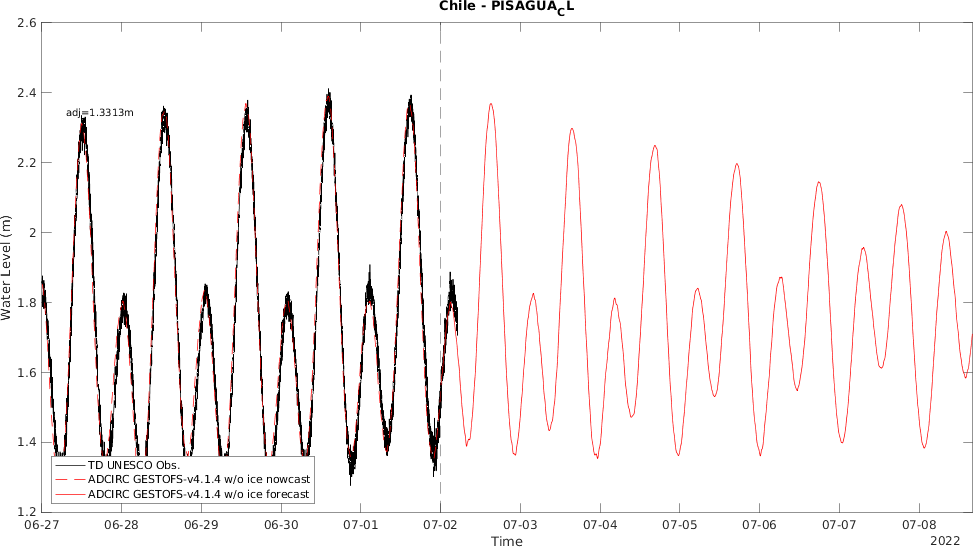 Chile - PISAGUA_CL
2.6
2.4
2.2
2
1.8
1.6
1.4
1.2
Water Level (m)
adj=1.3313m
TD UNESCO Obs.
ADCIRC GESTOFS-v4.1.4 w/o ice nowcast
ADCIRC GESTOFS-v4.1.4 w/o ice forecast
06-27 06-28 06-29 06-30 07-01 07-02 07-03 07-04 07-05 07-06 07-07 07-08
Time
2022